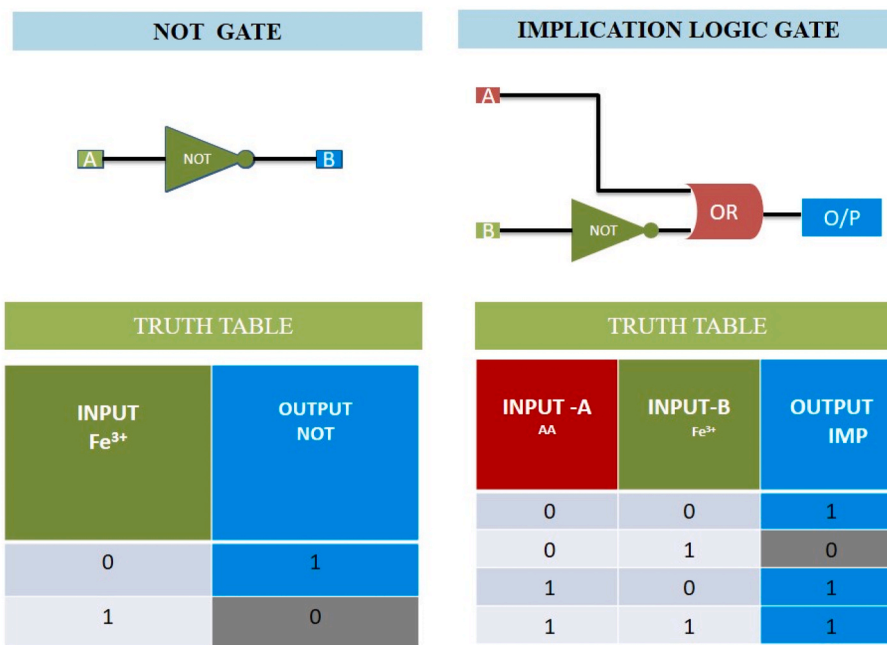 NOT GATE
A NOT B
IMPLICATION LOGIC GATE
A
B NOT OR O/P
TRUTH TABLE
INPUT Fe³⁺ OUTPUT NOT
0 1
1 0
TRUTH TABLE
INPUT -A AA INPUT-B Fe³⁺ OUTPUT IMP
0 0 1
0 1 0
1 0 1
1 1 1